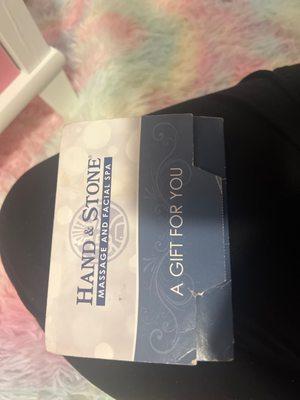 HAND & STONE
MASSAGE AND FACIAL SPA
A GIFT FOR YOU